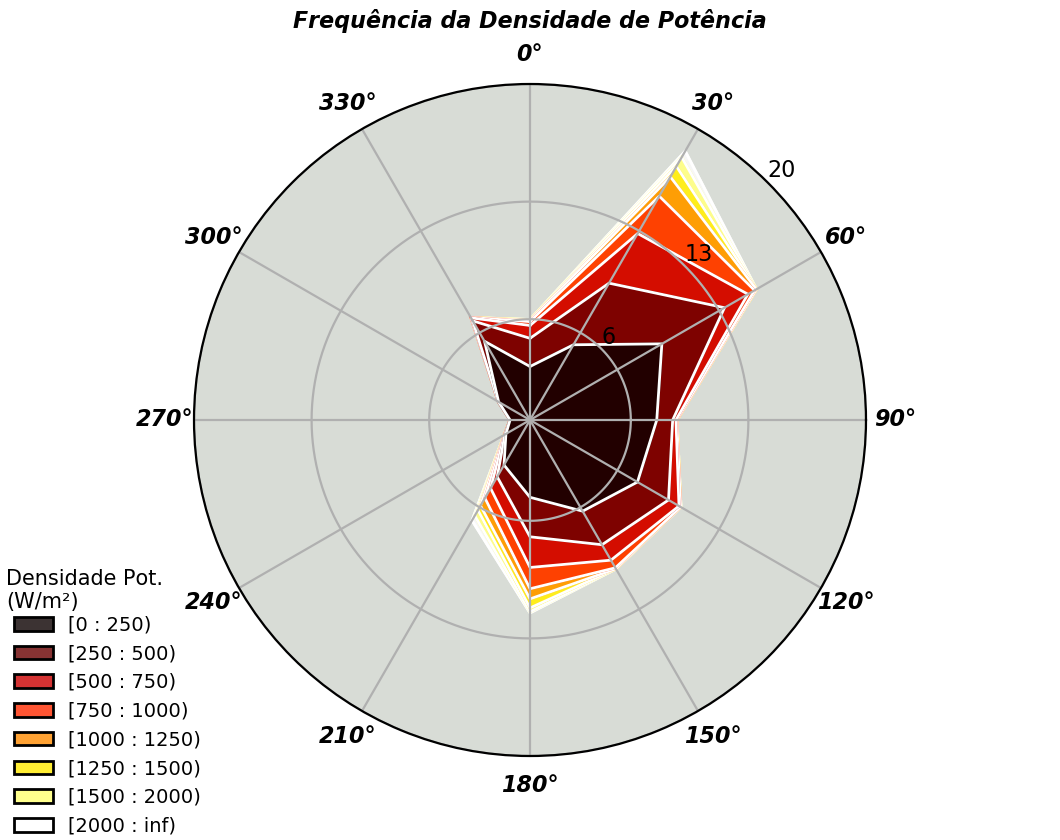 Frequência da Densidade de Potência
0°
330°
30°
20
300°
60°
13
6
270°
90°
240°
120°
210°
150°
180°
Densidade Pot.
(W/m²)
[0 : 250)
[250 : 500)
[500 : 750)
[750 : 1000)
[1000 : 1250)
[1250 : 1500)
[1500 : 2000)
[2000 : inf)